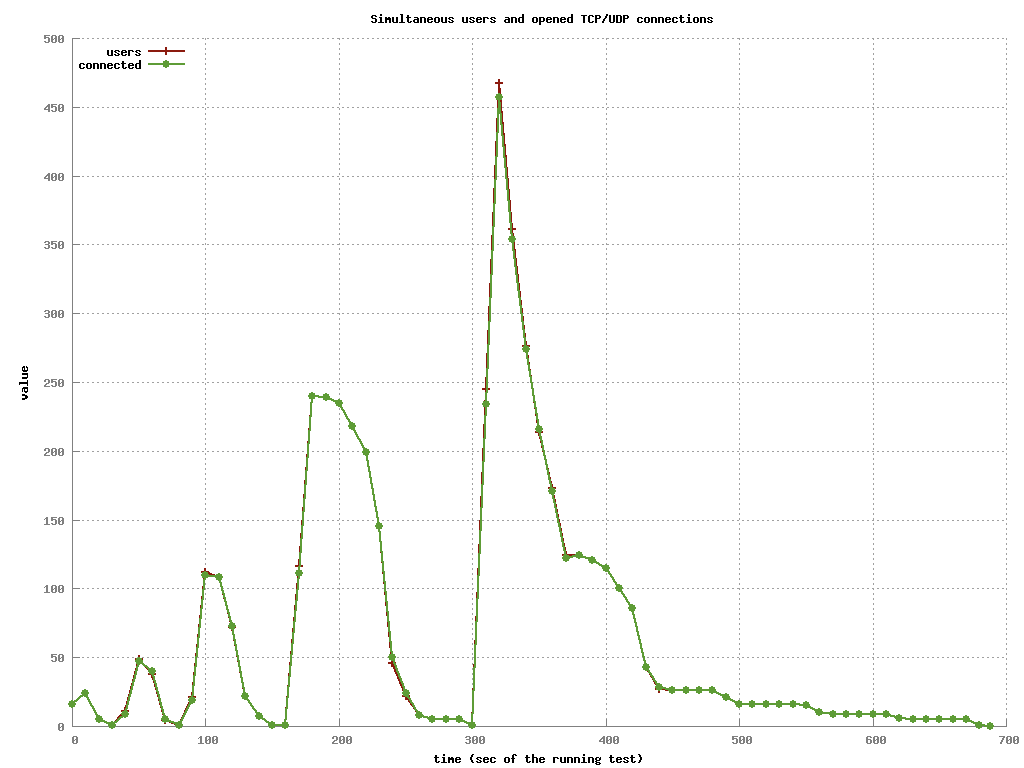 Simultaneous users and opened TCP/UDP connections
users
connected
500
450
400
350
300
250
200
150
100
50
0
value
0 100 200 300 400 500 600 700
time (sec of the running test)